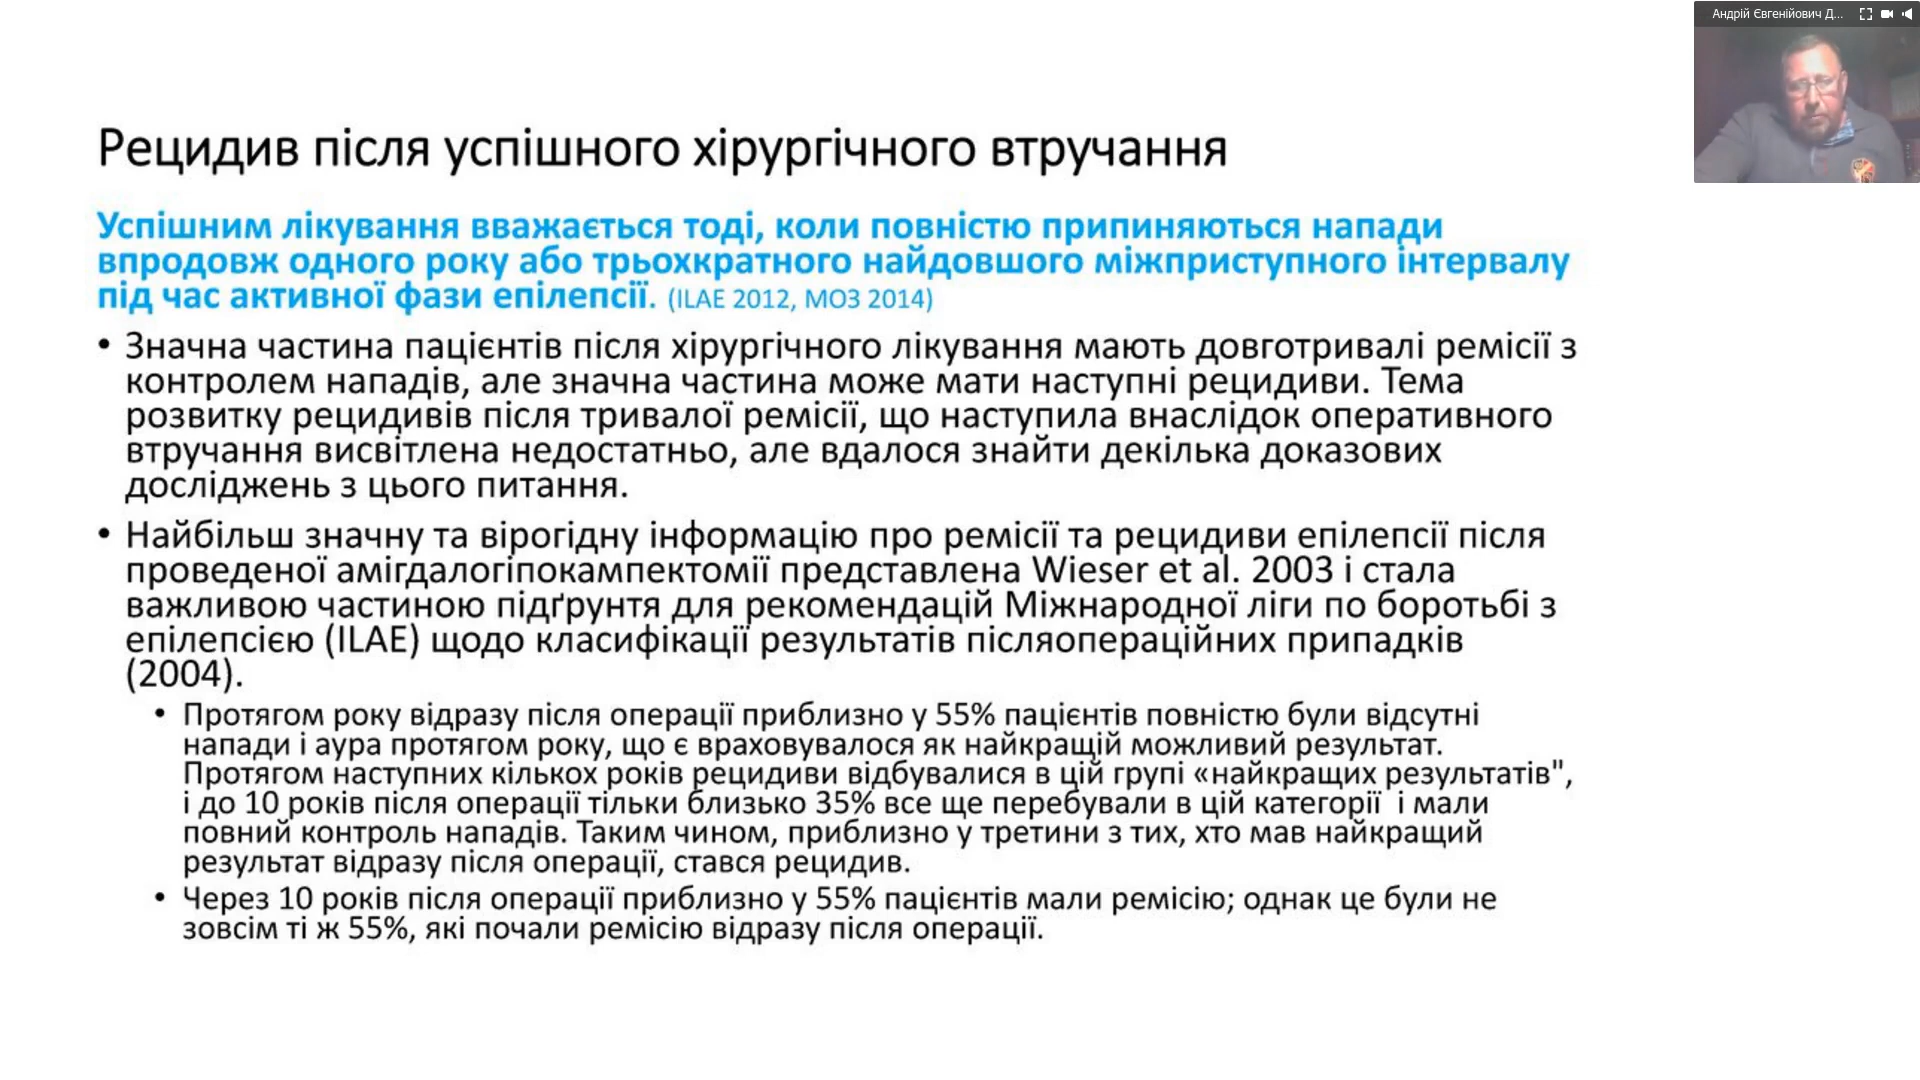 Андрій Євгенійович Д...
Рецидив після успішного хірургічного втручання
Успішним лікування вважається тоді, коли повністю припиняються напади
впродовж одного року або трьохкратного найдовшого міжприступного інтервалу
під час активної фази епілепсії. (ILAE 2012, МОЗ 2014)
• Значна частина пацієнтів після хірургічного лікування мають довготривалі ремісії з
контролем нападів, але значна частина може мати наступні рецидиви. Тема
розвитку рецидивів після тривалої ремісії, що наступила внаслідок оперативного
втручання висвітлена недостатньо, але вдалося знайти декілька доказових
досліджень з цього питання.
• Найбільш значну та вірогідну інформацію про ремісії та рецидиви епілепсії після
проведеної амігдалогіпокампектомії представлена Wieser et al. 2003 і стала
важливою частиною підґрунтя для рекомендацій Міжнародної ліги по боротьбі з
епілепсією (ILAE) щодо класифікації результатів післяопераційних припадків
(2004).
• Протягом року відразу після операції приблизно у 55% пацієнтів повністю були відсутні
напади і аура протягом року, що є враховувалося як найкращій можливий результат.
Протягом наступних кількох років рецидиви відбувалися в цій групі «найкращих результатів",
і до 10 років після операції тільки близько 35% все ще перебували в цій категорії і мали
повний контроль нападів. Таким чином, приблизно у третини з тих, хто мав найкращий
результат відразу після операції, стався рецидив.
• Через 10 років після операції приблизно у 55% пацієнтів мали ремісію; однак це були не
зовсім ті ж 55%, які почали ремісію відразу після операції.